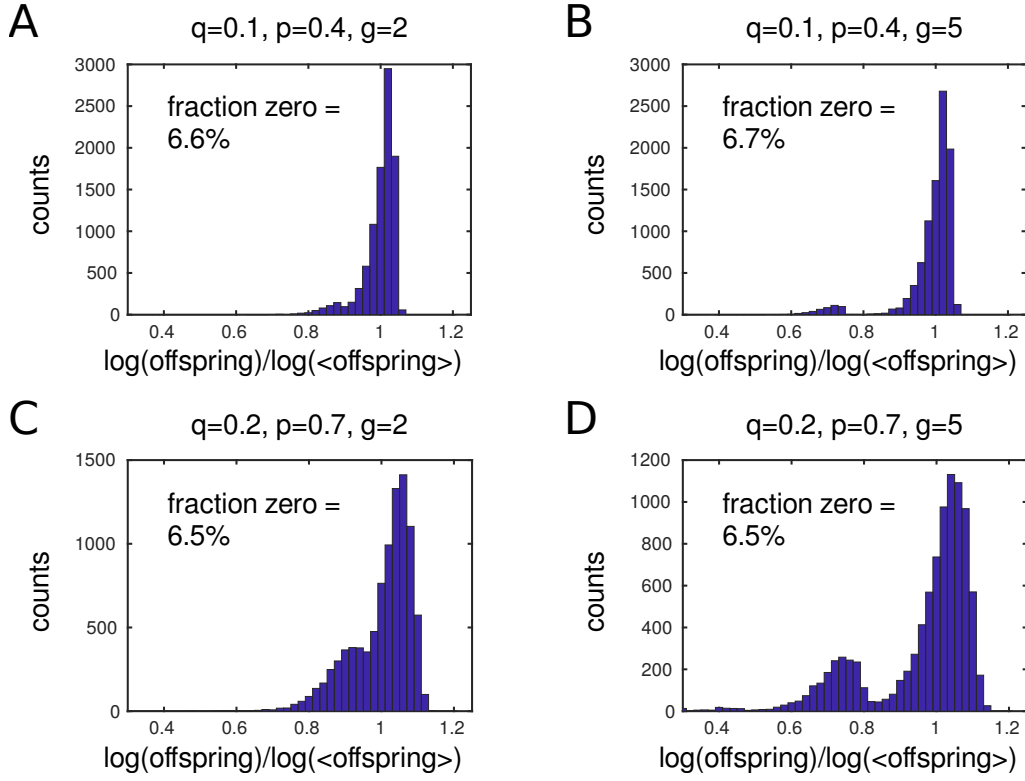 A
q=0.1, p=0.4, g=2
3000
2500
2000
1500
1000
500
0
counts
fraction zero =
6.6%
0.4 0.6 0.8 1 1.2
log(offspring)/log(<offspring>)
B
q=0.1, p=0.4, g=5
3000
2500
2000
1500
1000
500
0
counts
fraction zero =
6.7%
0.4 0.6 0.8 1 1.2
log(offspring)/log(<offspring>)
C
q=0.2, p=0.7, g=2
1500
1000
500
0
counts
fraction zero =
6.5%
0.4 0.6 0.8 1 1.2
log(offspring)/log(<offspring>)
D
q=0.2, p=0.7, g=5
1200
1000
800
600
400
200
0
counts
fraction zero =
6.5%
0.4 0.6 0.8 1 1.2
log(offspring)/log(<offspring>)